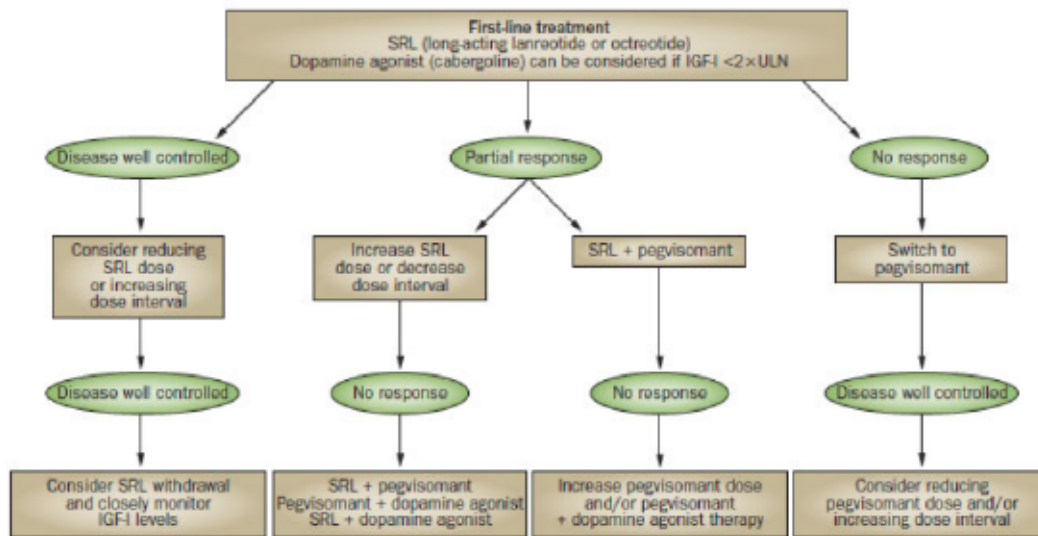 First-line treatment
SRL (long-acting lanreotide or octreotide)
Dopamine agonist (cabergoline) can be considered if IGF-I <2×ULN
Disease well controlled
Partial response
No response
Consider reducing
SRL dose
or increasing
dose interval
Increase SRL
dose or decrease
dose interval
SRL + pegvisomant
Switch to
pegvisomant
Disease well controlled
No response
No response
Disease well controlled
Consider SRL withdrawal
and closely monitor
IGF-I levels
SRL + pegvisomant
Pegvisomant + dopamine agonist
SRL + dopamine agonist
Increase pegvisomant dose
and/or pegvisomant
+ dopamine agonist therapy
Consider reducing
pegvisomant dose and/or
increasing dose interval